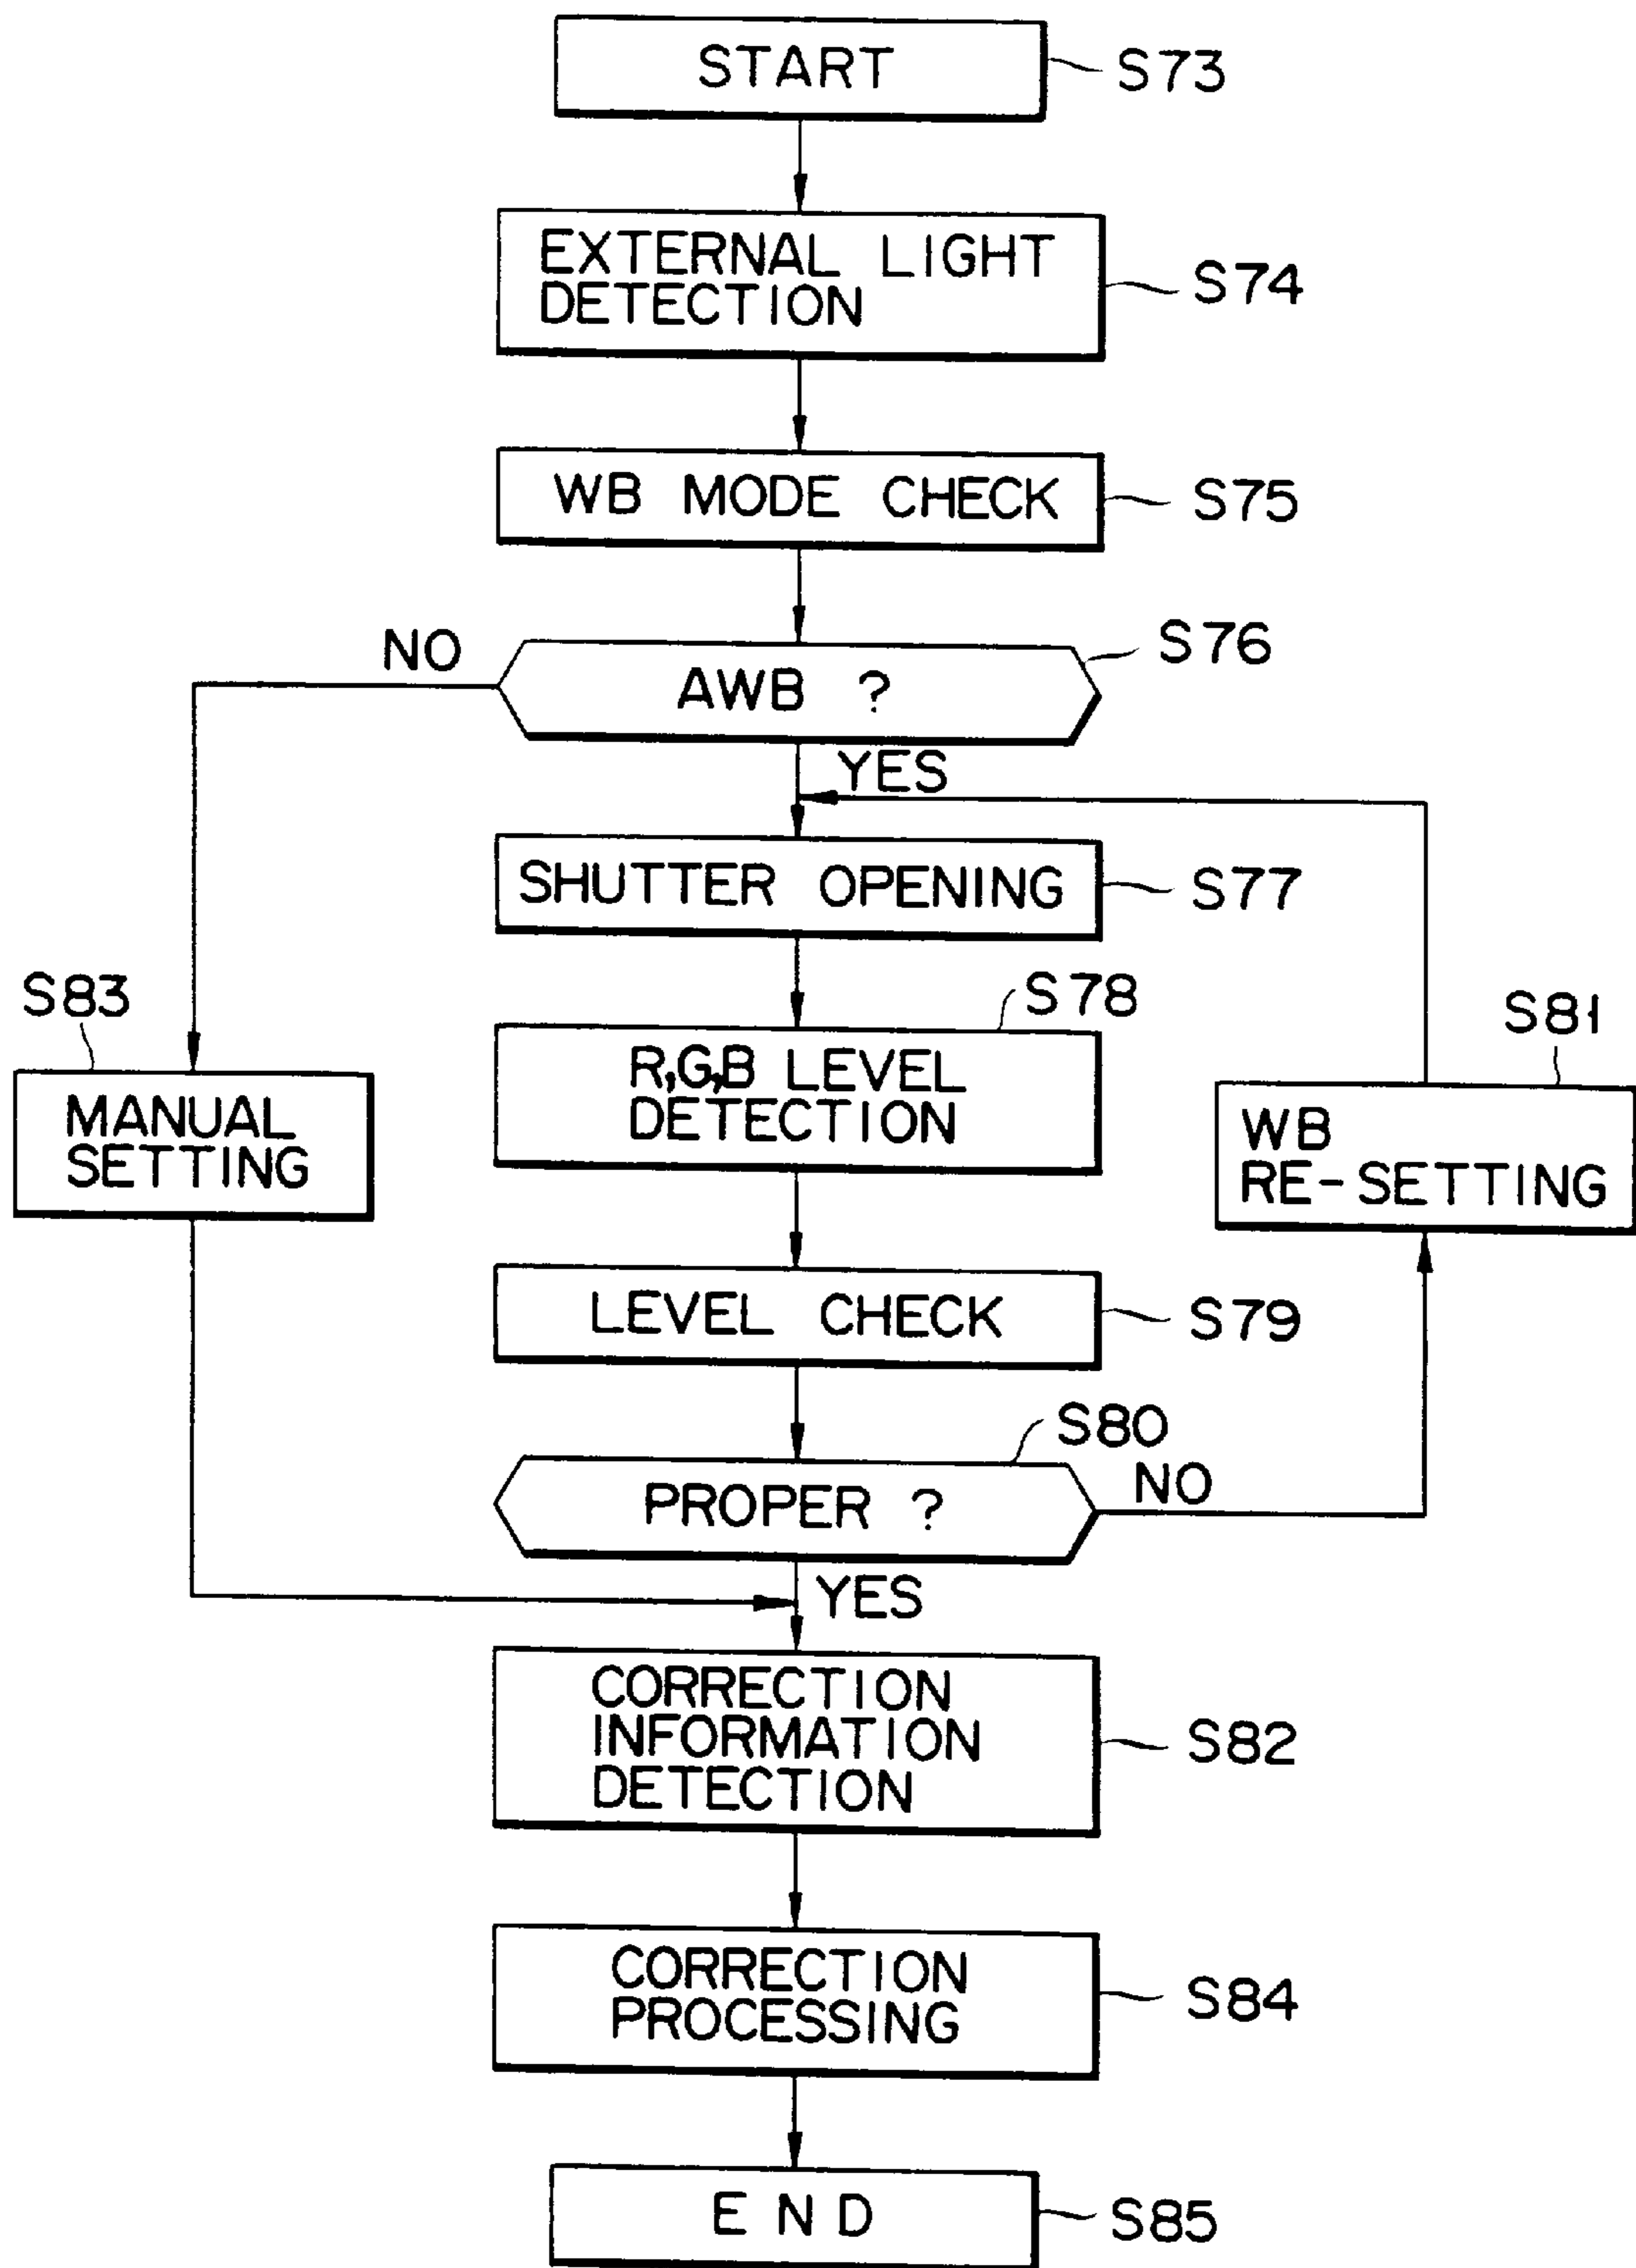 START
S73
EXTERNAL LIGHT
DETECTION
S74
WB MODE CHECK
S75
NO
AWB ?
S76
YES
SHUTTER OPENING
S77
S83
MANUAL
SETTING
S78
R,G,B LEVEL
DETECTION
S81
WB
RE-SETTING
LEVEL CHECK
S79
S80
PROPER ?
NO
YES
CORRECTION
INFORMATION
DETECTION
S82
CORRECTION
PROCESSING
S84
END
S85